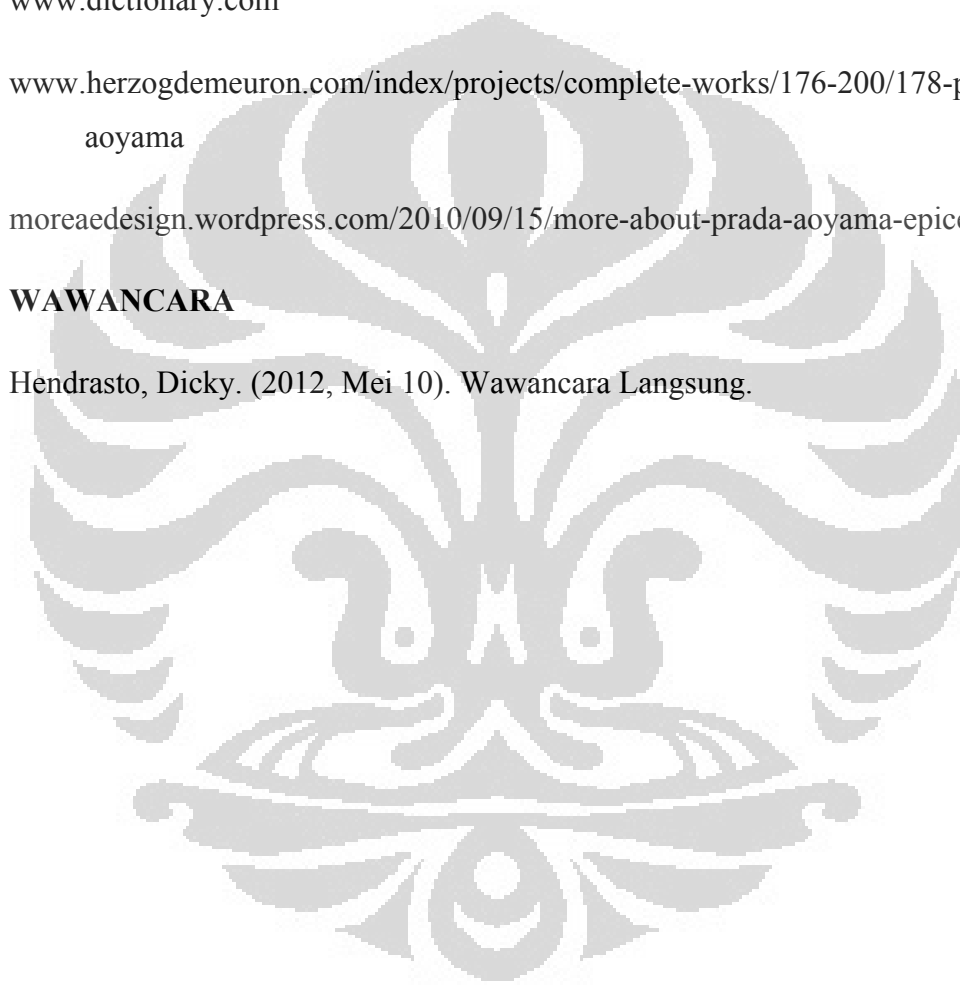 www.dictionary.com
www.herzogdemeuron.com/index/projects/complete-works/176-200/178-p
aoyama
moreaedesign.wordpress.com/2010/09/15/more-about-prada-aoyama-epice
WAWANCARA
Hendrasto, Dicky. (2012, Mei 10). Wawancara Langsung.